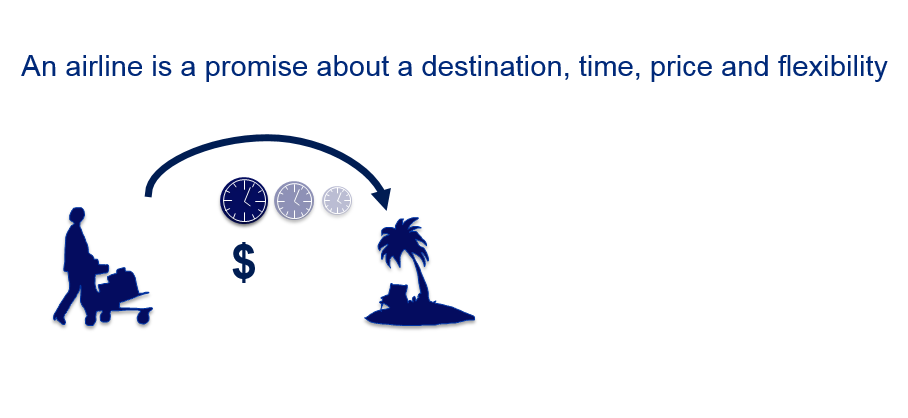 An airline is a promise about a destination, time, price and flexibility
$